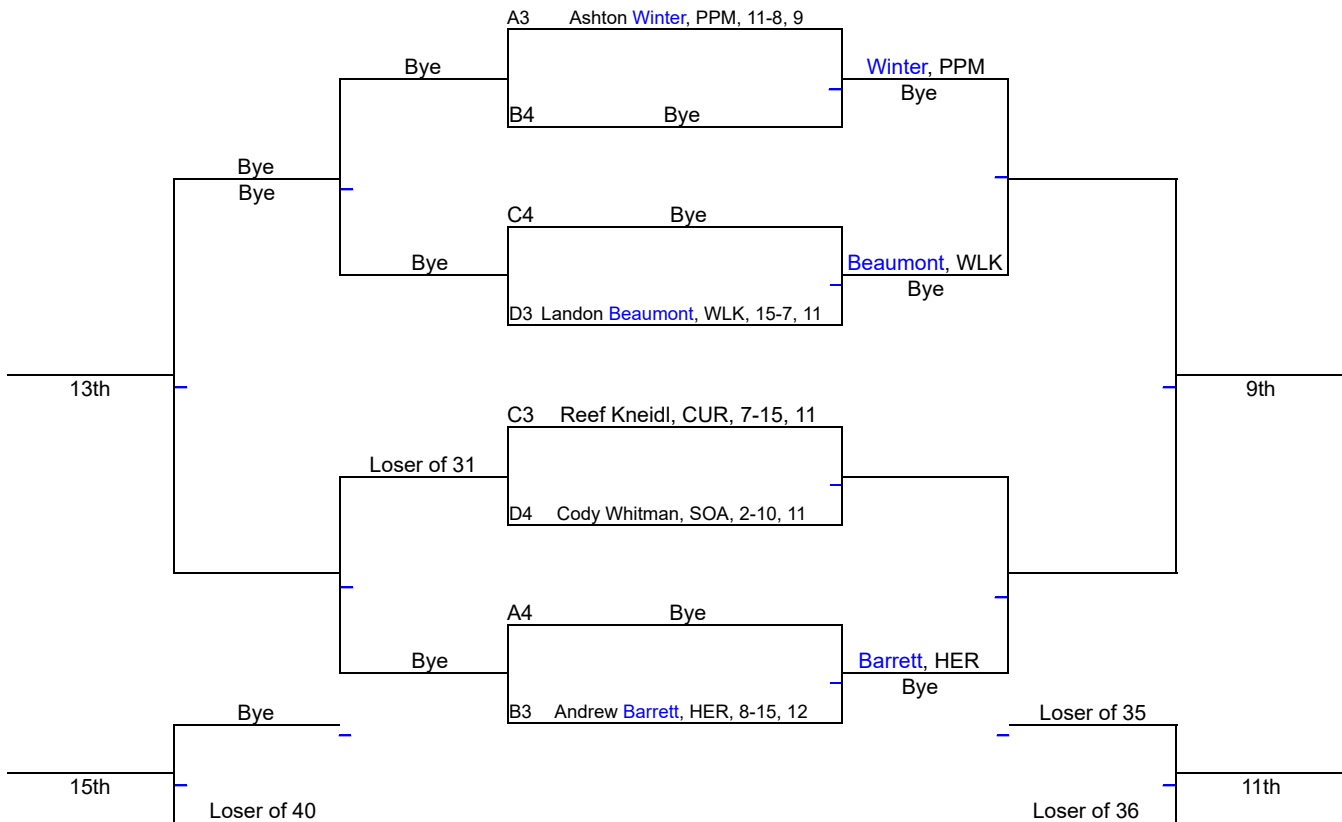 A3 Ashton Winter, PPM, 11-8, 9
Bye
Winter, PPM
Bye
B4 Bye
Bye
Bye
C4 Bye
Bye
Beaumont, WLK
Bye
D3 Landon Beaumont, WLK, 15-7, 11
13th
9th
C3 Reef Kneidl, CUR, 7-15, 11
Loser of 31
D4 Cody Whitman, SOA, 2-10, 11
A4 Bye
Bye
Barrett, HER
Bye
B3 Andrew Barrett, HER, 8-15, 12
Bye
Loser of 35
15th
11th
Loser of 40
Loser of 36